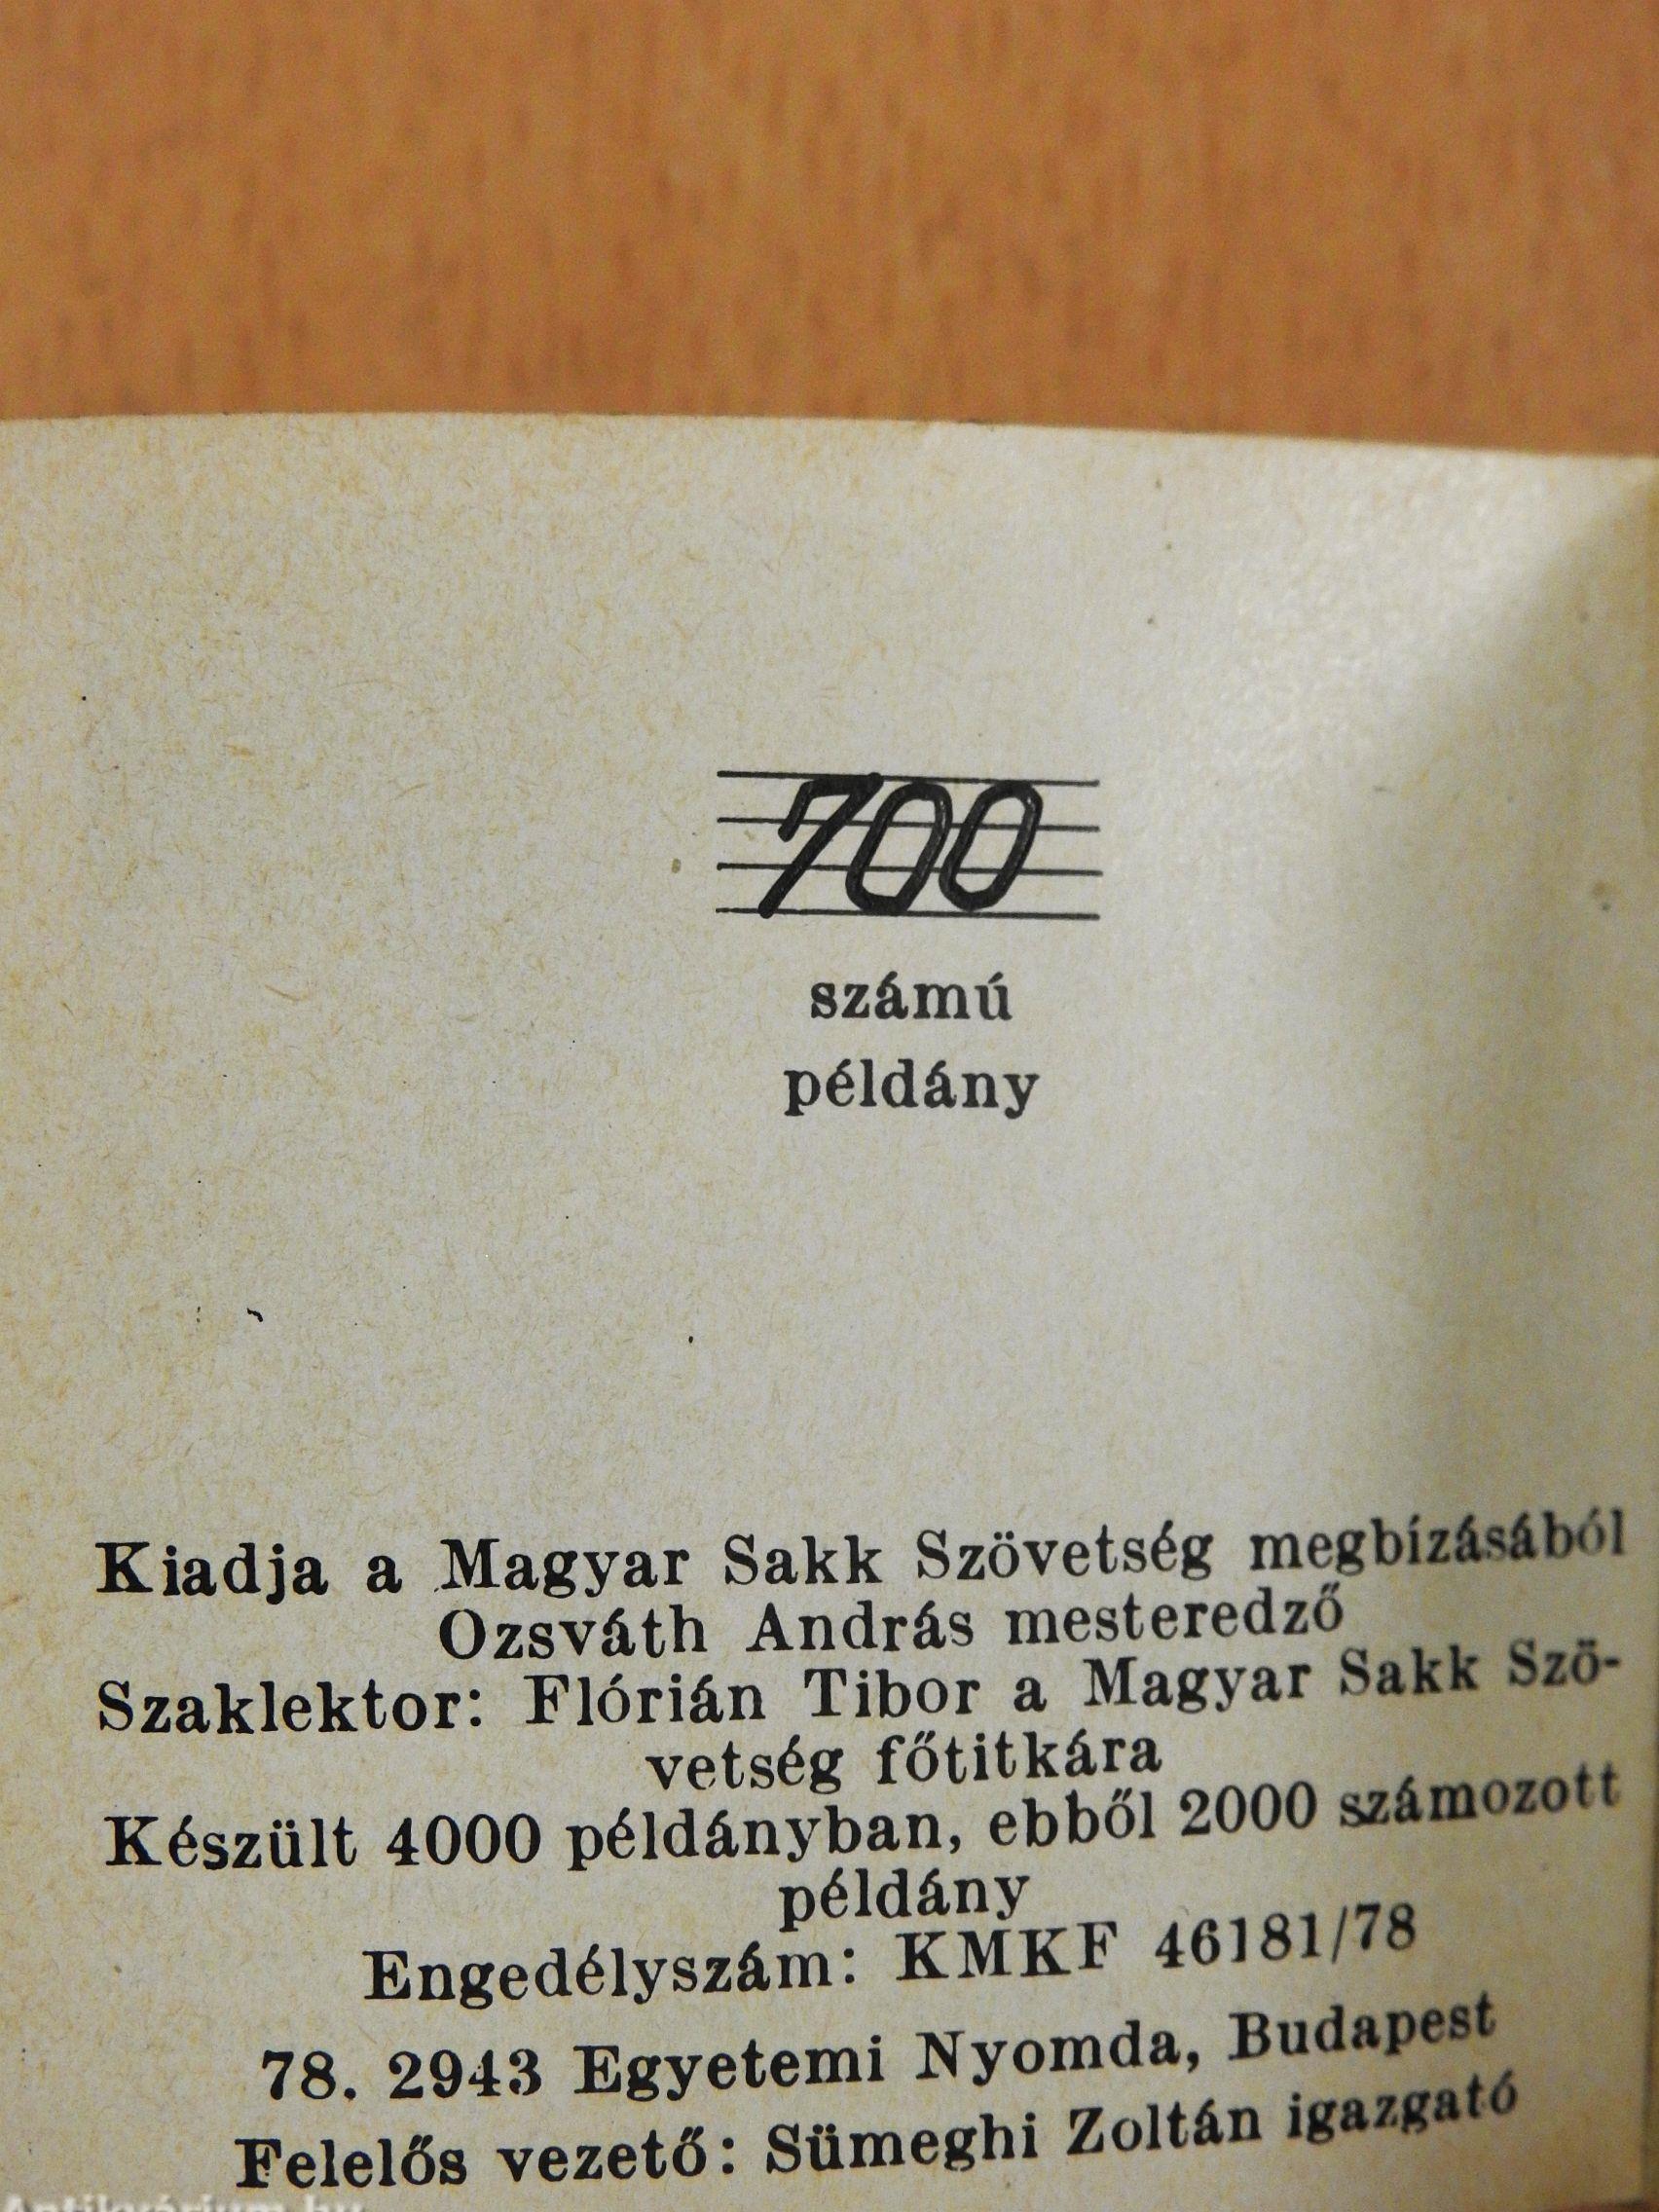 700
számú
példány
Kiadja a Magyar Sakk Szövetség megbízásából
Ozsváth András mesteredző
Szaklektor: Flórián Tibor a Magyar Sakk Szö-
vetség főtitkára
Készült 4000 példányban, ebből 2000 számozott
példány
Engedélyszám: KMKF 46181/78
78. 2943 Egyetemi Nyomda, Budapest
Felelős vezető: Sümeghi Zoltán igazgató
Antikvárium.hu